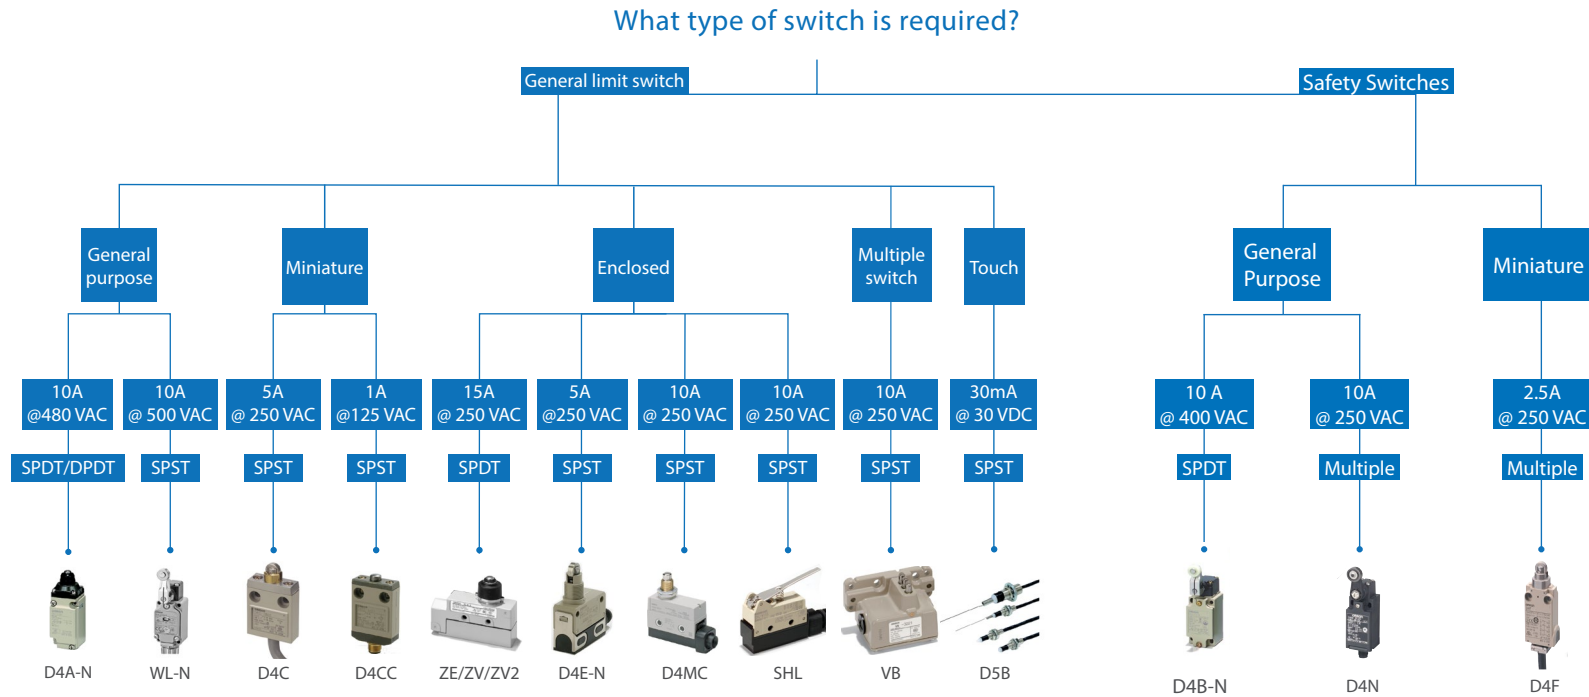 What type of switch is required?
General limit switch
Safety Switches
General
purpose
Miniature
Enclosed
Multiple
switch
Touch
General
Purpose
Miniature
10A
@480 VAC
10A
@ 500 VAC
5A
@ 250 VAC
1A
@125 VAC
15A
@ 250 VAC
5A
@250 VAC
10A
@ 250 VAC
10A
@ 250 VAC
10A
@ 250 VAC
30mA
@ 30 VDC
10 A
@ 400 VAC
10A
@ 250 VAC
2.5A
@ 250 VAC
SPDT/DPDT
SPST
SPST
SPST
SPDT
SPST
SPST
SPST
SPST
SPST
SPDT
Multiple
Multiple
D4A-N
WL-N
D4C
D4CC
ZE/ZV/ZV2
D4E-N
D4MC
SHL
VB
D5B
D4B-N
D4N
D4F